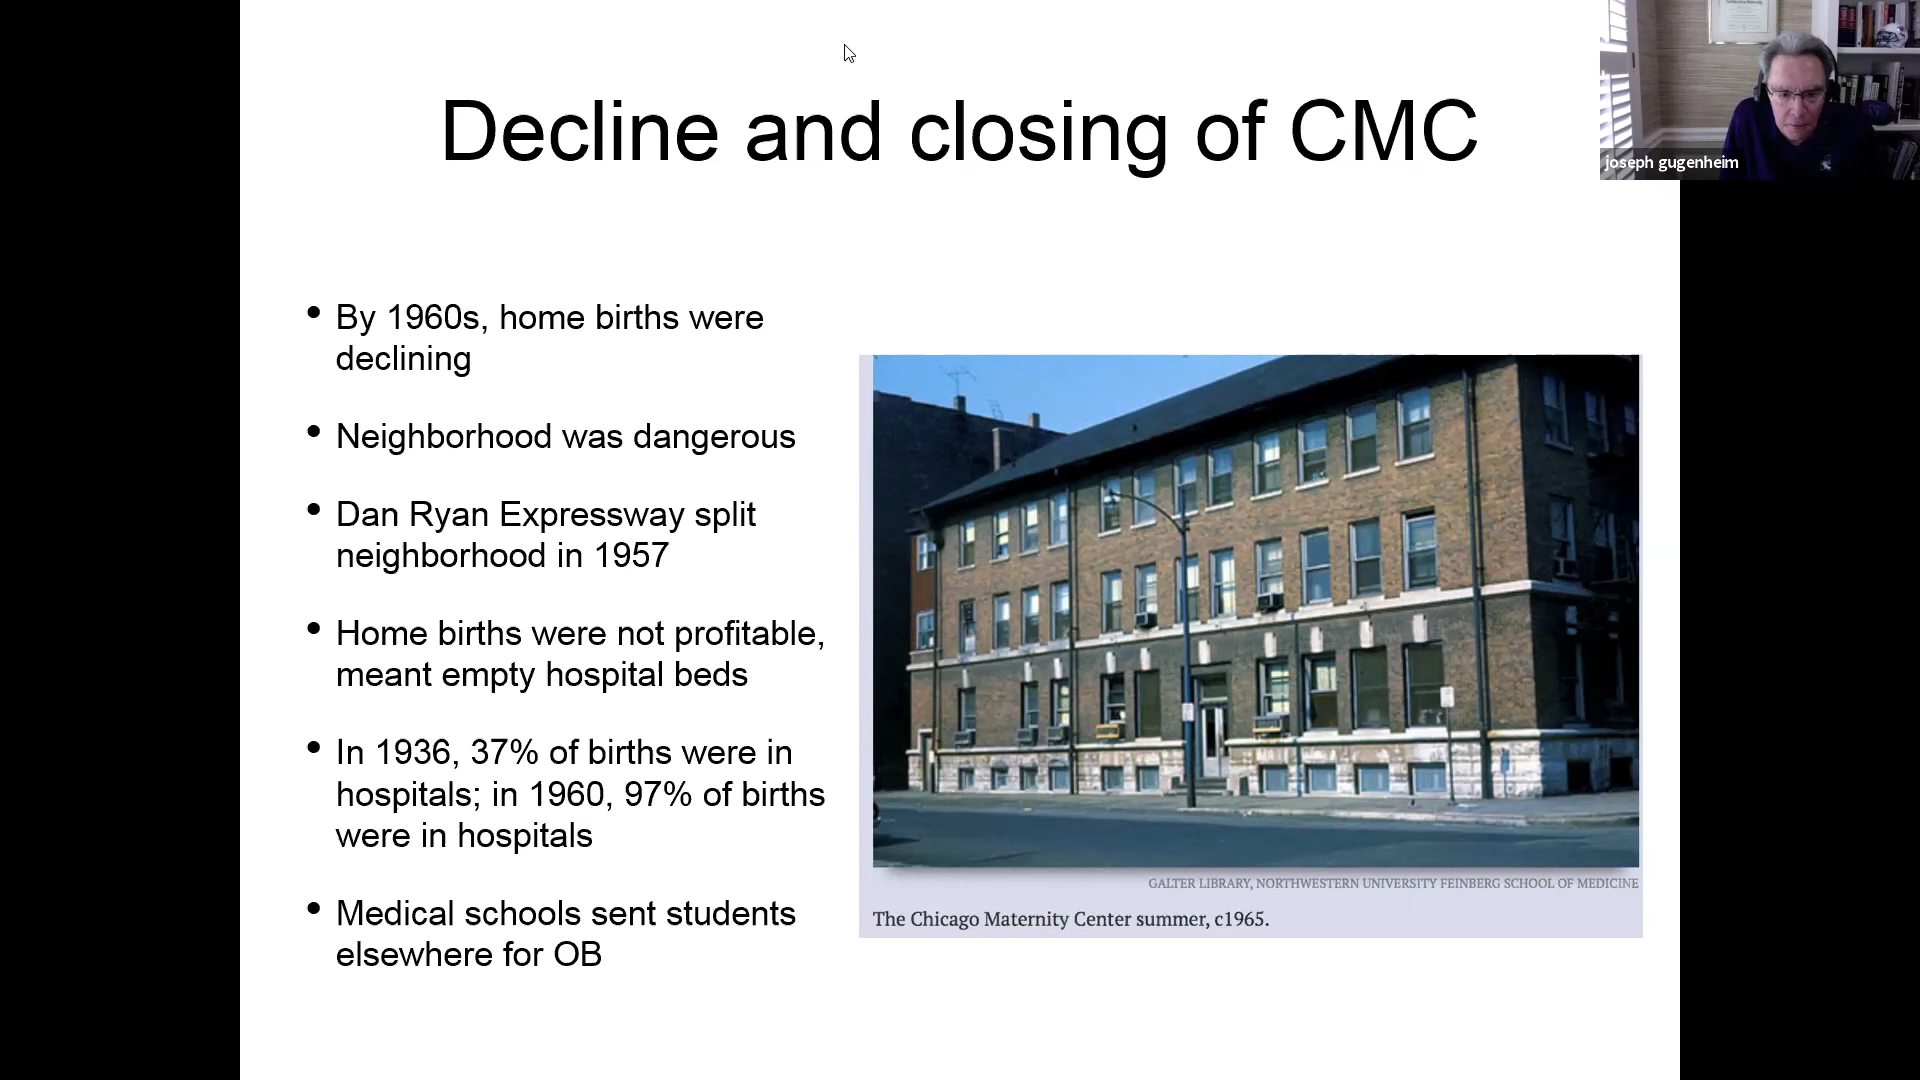 Decline and closing of CMC
joseph gugenheim
• By 1960s, home births were
declining
• Neighborhood was dangerous
• Dan Ryan Expressway split
neighborhood in 1957
• Home births were not profitable,
meant empty hospital beds
• In 1936, 37% of births were in
hospitals; in 1960, 97% of births
were in hospitals
• Medical schools sent students
elsewhere for OB
GALTER LIBRARY, NORTHWESTERN UNIVERSITY FEINBERG SCHOOL OF MEDICINE
The Chicago Maternity Center summer, c1965.